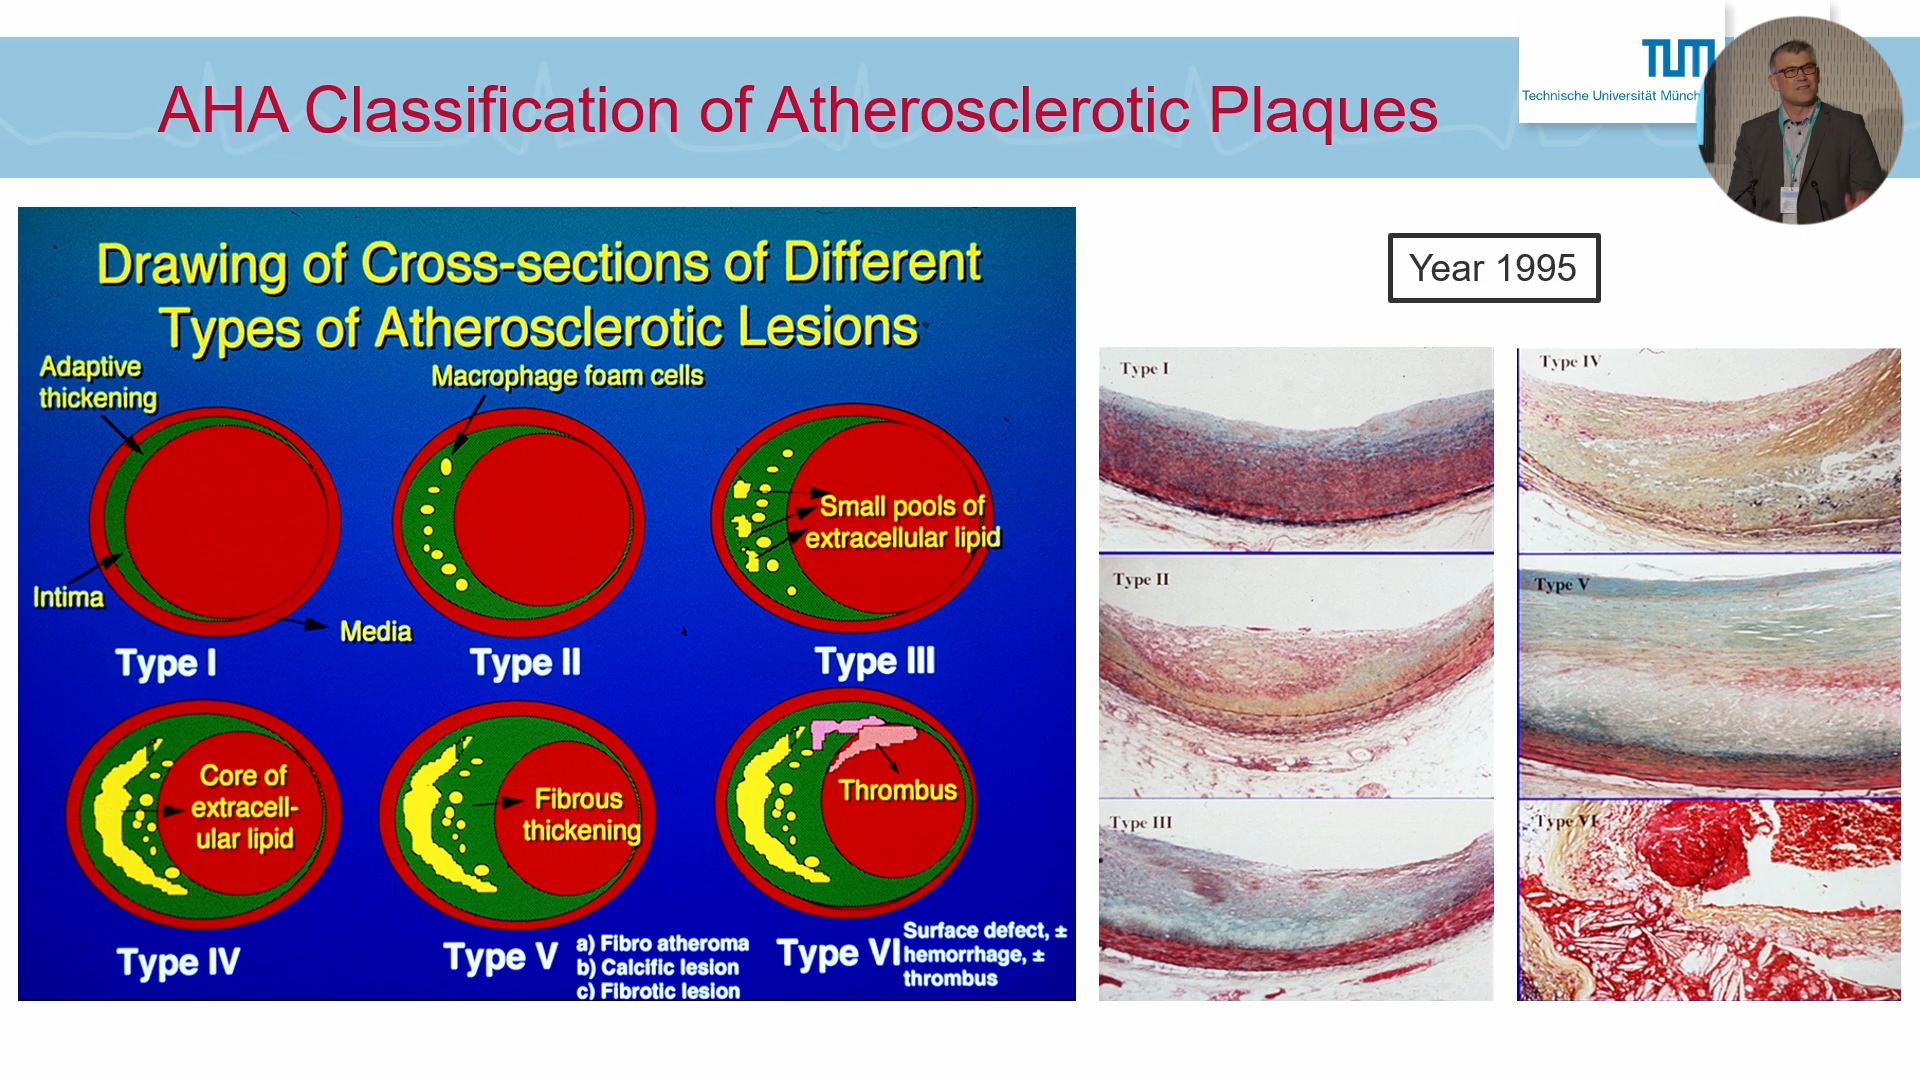 AHA Classification of Atherosclerotic Plaques
TUM
Technische Universität Münch
Year 1995
Drawing of Cross-sections of Different
Types of Atherosclerotic Lesions
Adaptive
thickening
Macrophage foam cells
Small pools of
extracellular lipid
Intima
Media
Type I
Type II
Type III
Core of
extracell-
ular lipid
Fibrous
thickening
Thrombus
Type IV
Type V
a) Fibro atheroma
b) Calcific lesion
c) Fibrotic lesion
Type VI
Surface defect, ±
hemorrhage, ±
thrombus
Type I
Type II
Type III
Type IV
Type V
Type VI